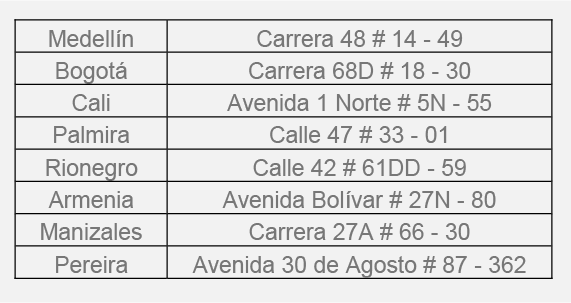 Medellín Carrera 48 # 14 - 49
Bogotá Carrera 68D # 18 - 30
Cali Avenida 1 Norte # 5N - 55
Palmira Calle 47 # 33 - 01
Rionegro Calle 42 # 61DD - 59
Armenia Avenida Bolívar # 27N - 80
Manizales Carrera 27A # 66 - 30
Pereira Avenida 30 de Agosto # 87 - 362